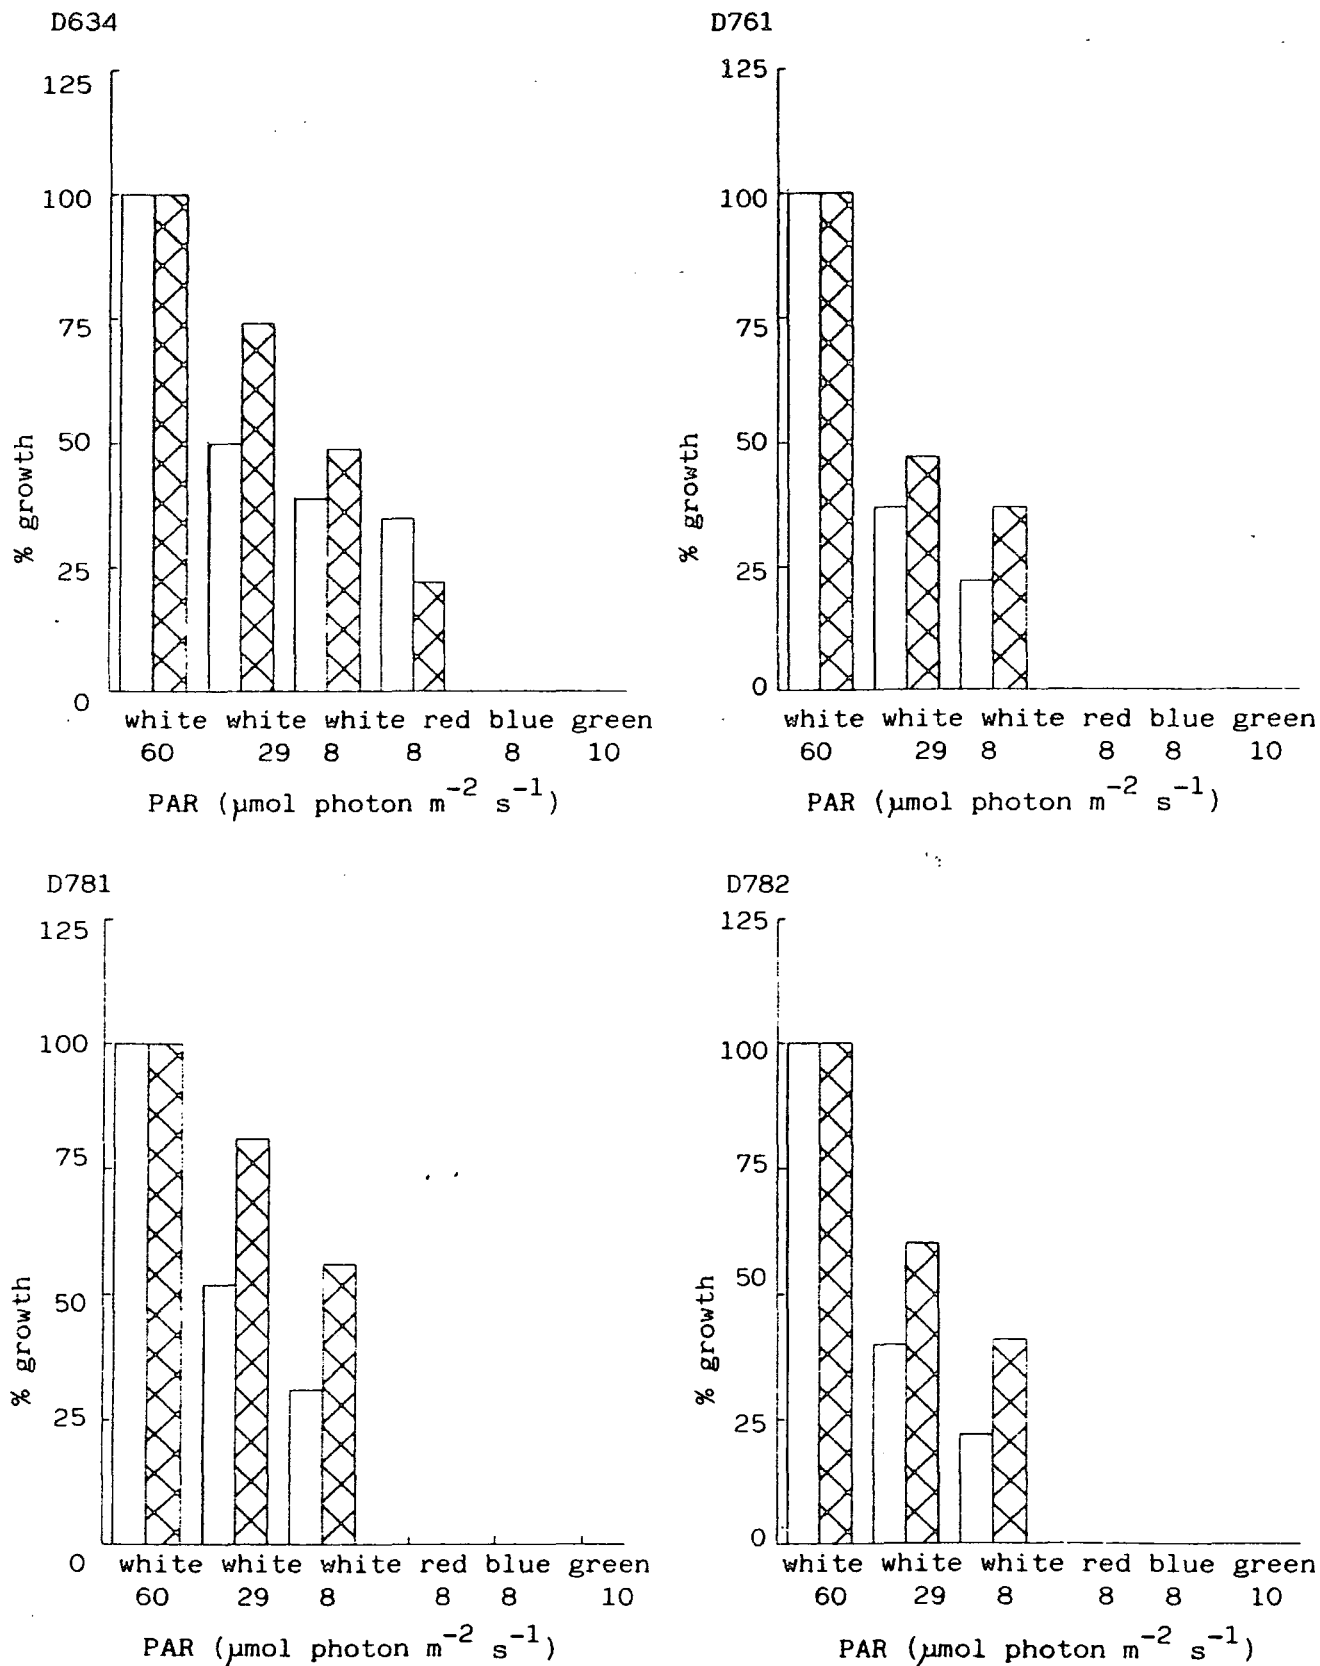 D634
125
100
75
50
25
0
% growth
white white white red blue green
60 29 8 8 8 10
PAR (µmol photon m⁻² s⁻¹)
D761
125
100
75
50
25
0
% growth
white white white red blue green
60 29 8 8 8 10
PAR (µmol photon m⁻² s⁻¹)
D781
125
100
75
50
25
0
% growth
white white white red blue green
60 29 8 8 8 10
PAR (µmol photon m⁻² s⁻¹)
D782
125
100
75
50
25
0
% growth
white white white red blue green
60 29 8 8 8 10
PAR (µmol photon m⁻² s⁻¹)